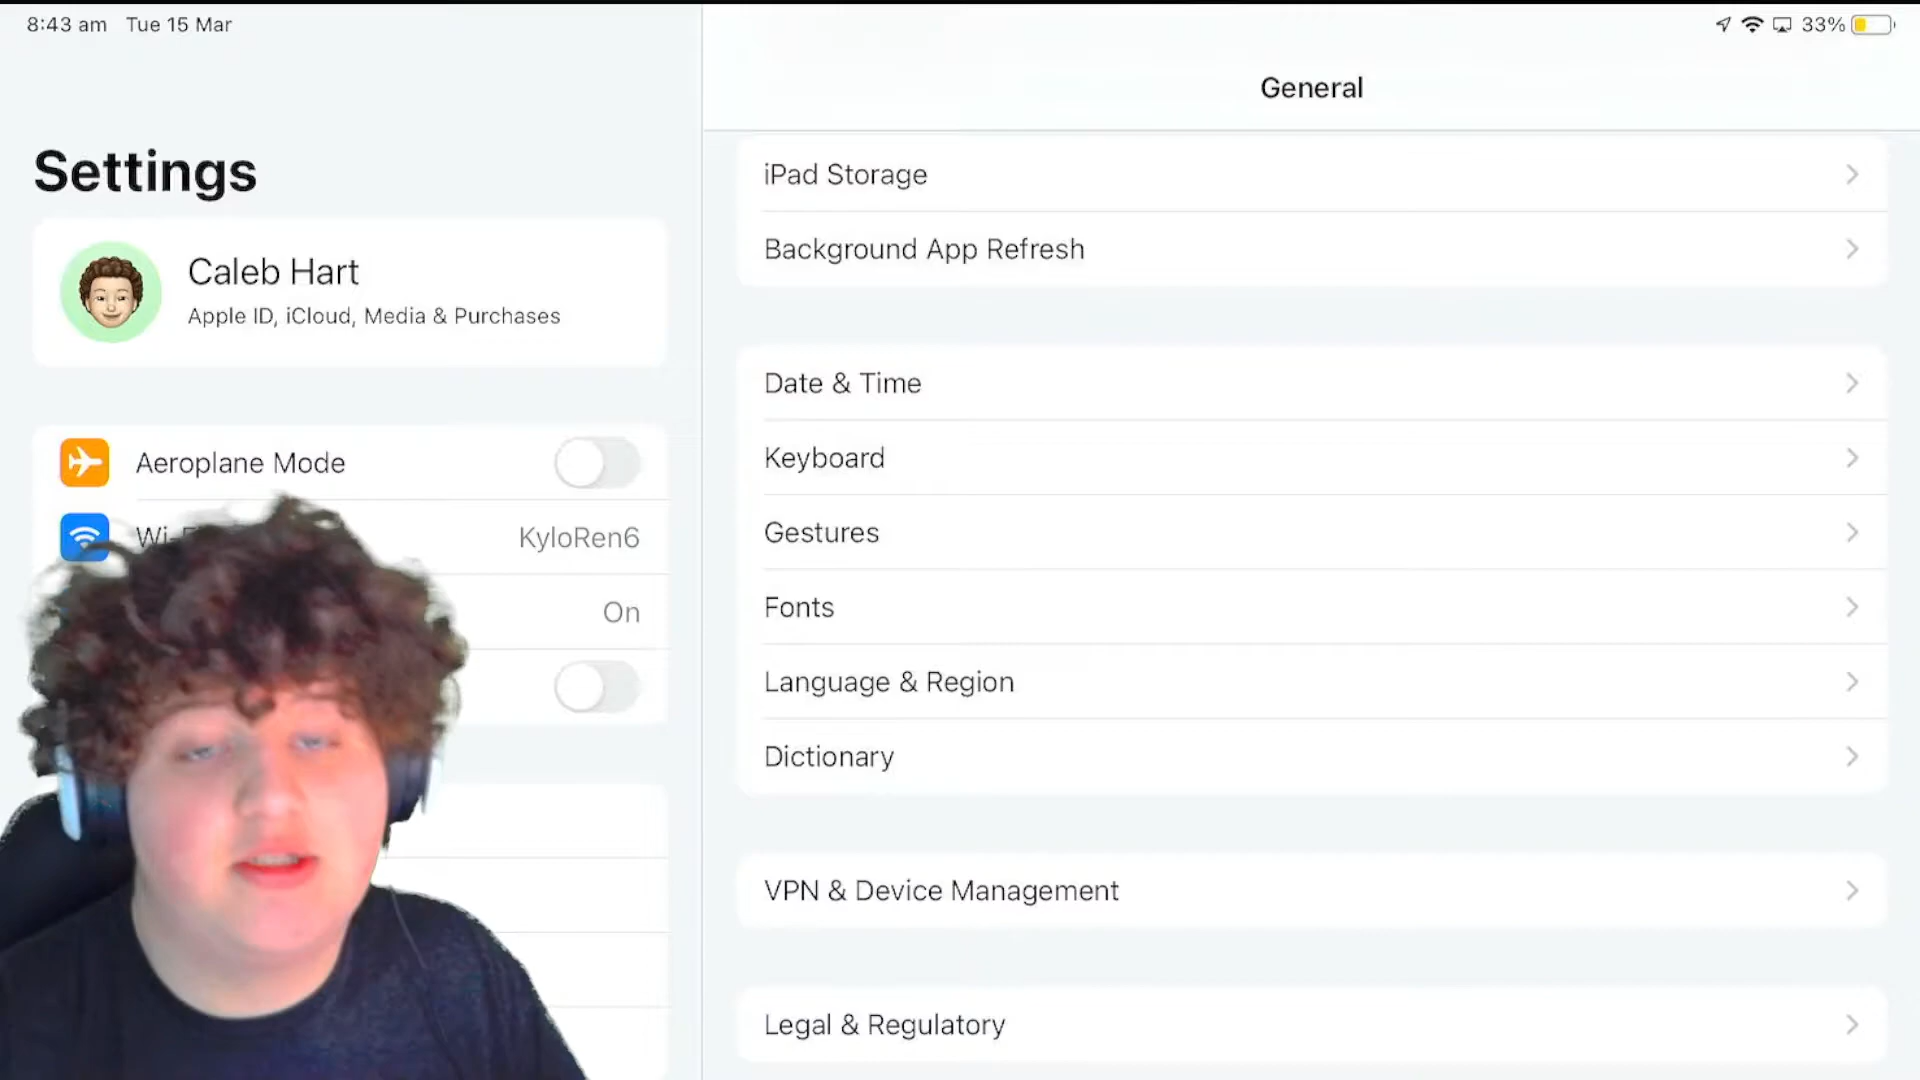 8:43 am Tue 15 Mar
33%
Settings
Caleb Hart
Apple ID, iCloud, Media & Purchases
Aeroplane Mode
KyloRen6
On
General
iPad Storage
Background App Refresh
Date & Time
Keyboard
Gestures
Fonts
Language & Region
Dictionary
VPN & Device Management
Legal & Regulatory